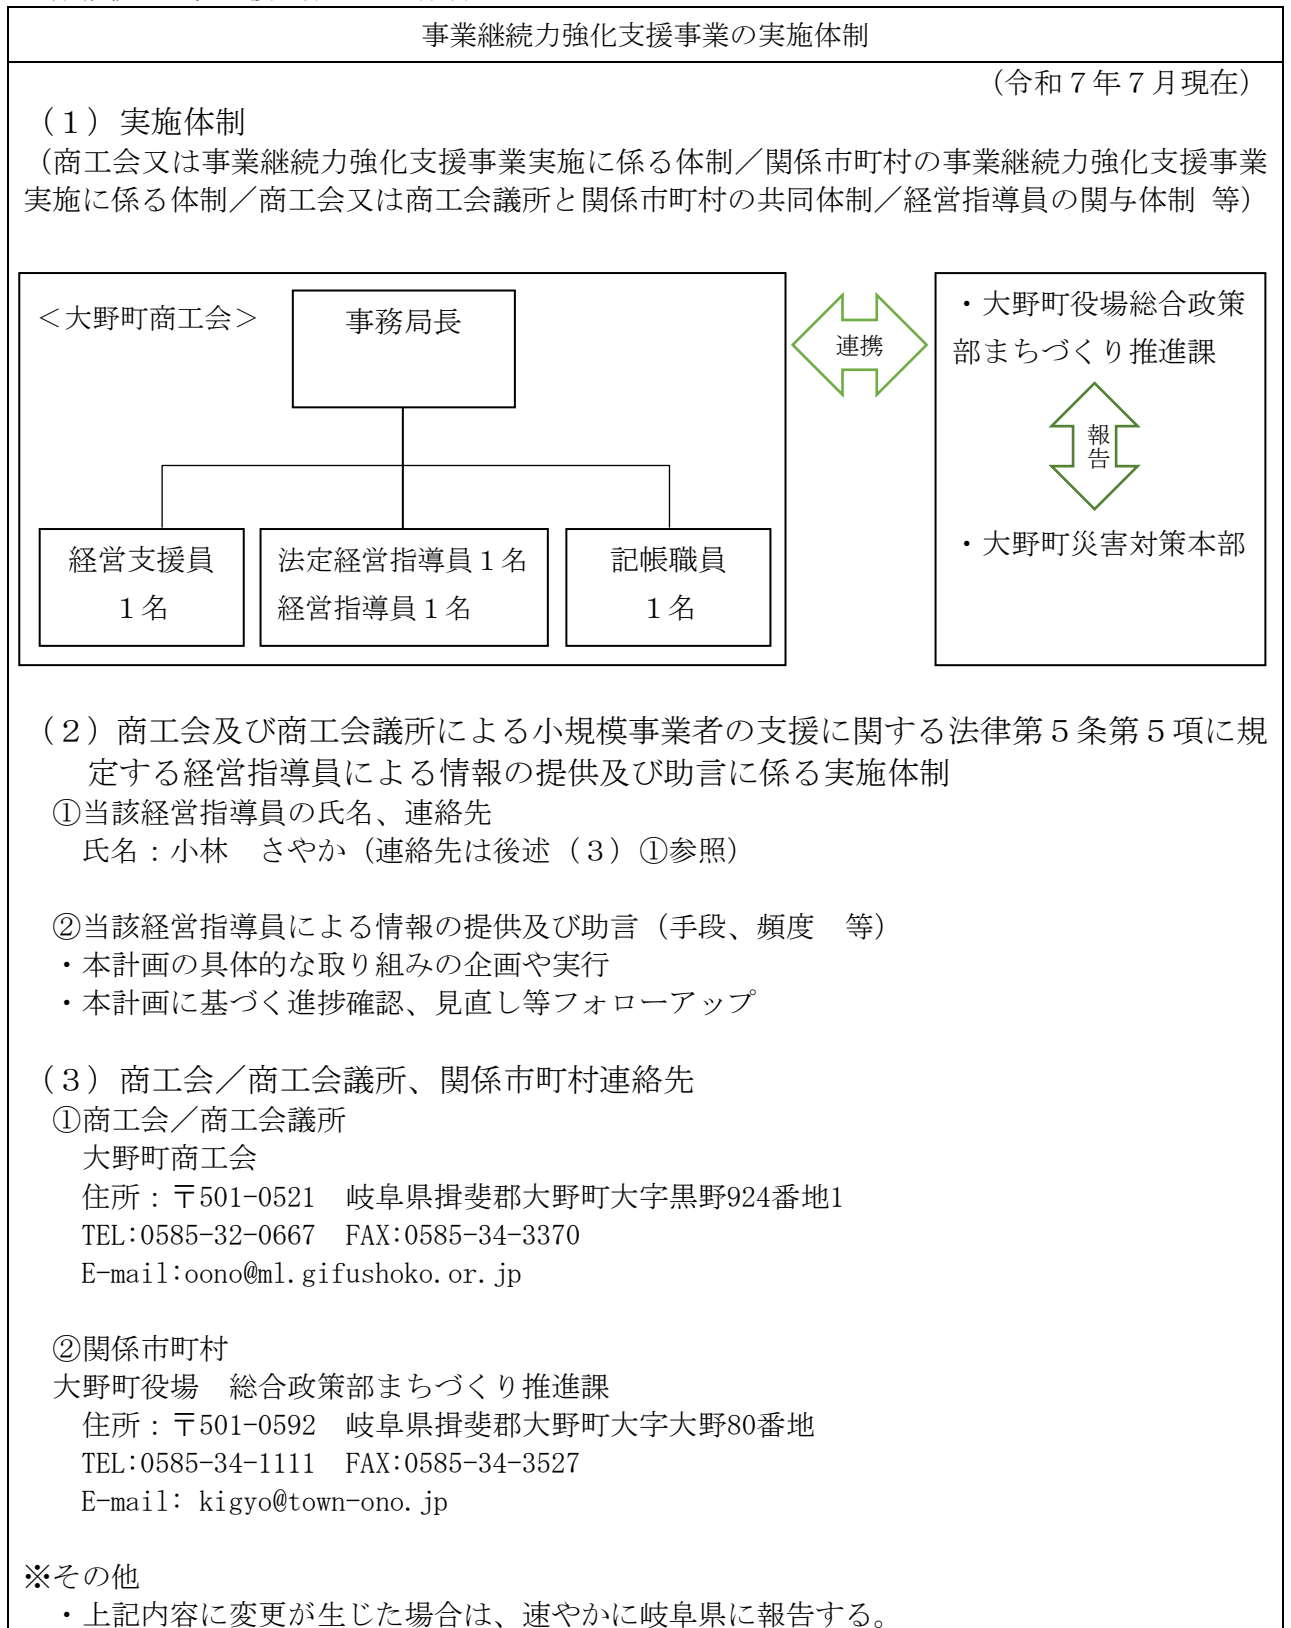 事業継続力強化支援事業の実施体制
（令和７年７月現在）
（１）実施体制
（商工会又は事業継続力強化支援事業実施に係る体制／関係市町村の事業継続力強化支援事業
実施に係る体制／商工会又は商工会議所と関係市町村の共同体制／経営指導員の関与体制 等）
＜大野町商工会＞
事務局長
連携
・大野町役場総合政策
部まちづくり推進課
報告
・大野町災害対策本部
経営支援員
１名
法定経営指導員１名
経営指導員１名
記帳職員
１名
（２）商工会及び商工会議所による小規模事業者の支援に関する法律第５条第５項に規
定する経営指導員による情報の提供及び助言に係る実施体制
①当該経営指導員の氏名、連絡先
氏名：小林　さやか（連絡先は後述（３）①参照）
②当該経営指導員による情報の提供及び助言（手段、頻度　等）
・本計画の具体的な取り組みの企画や実行
・本計画に基づく進捗確認、見直し等フォローアップ
（３）商工会／商工会議所、関係市町村連絡先
①商工会／商工会議所
大野町商工会
住所：〒501-0521　岐阜県揖斐郡大野町大字黒野924番地1
TEL:0585-32-0667　FAX:0585-34-3370
E-mail:oono@ml.gifushoko.or.jp
②関係市町村
大野町役場　総合政策部まちづくり推進課
住所：〒501-0592　岐阜県揖斐郡大野町大字大野80番地
TEL:0585-34-1111　FAX:0585-34-3527
E-mail: kigyo@town-ono.jp
※その他
・上記内容に変更が生じた場合は、速やかに岐阜県に報告する。